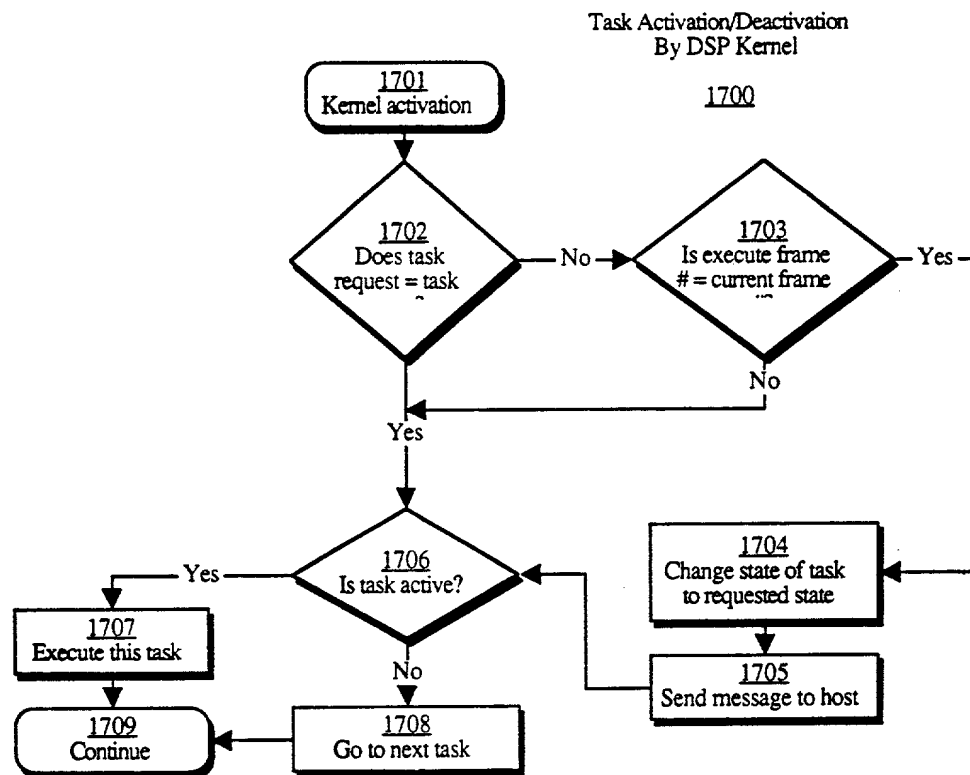 Task Activation/Deactivation
By DSP Kernel
1700
1701
Kernel activation
1702
Does task
request = task
?
No
1703
Is execute frame
# = current frame
Yes
No
Yes
1706
Is task active?
Yes
1704
Change state of task
to requested state
1707
Execute this task
No
1705
Send message to host
1709
Continue
1708
Go to next task